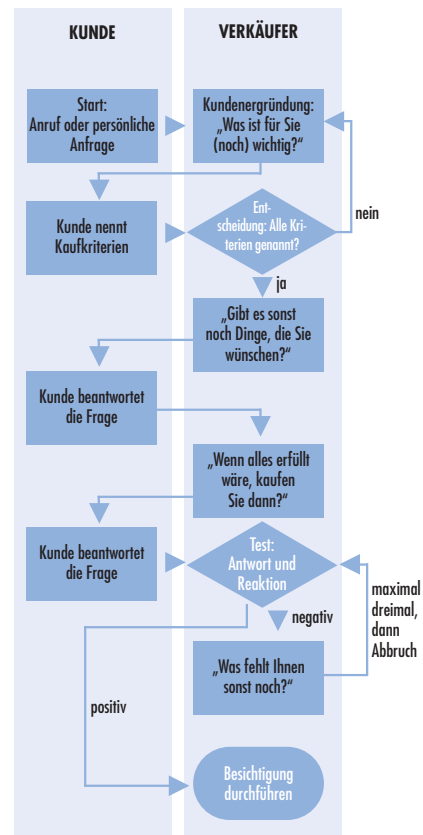 KUNDE
VERKÄUFER
Start:
Anruf oder persönliche
Anfrage
Kundenergründung:
„Was ist für Sie
(noch) wichtig?“
nein
Kunde nennt
Kaufkriterien
Ent-
scheidung: Alle Kri-
terien genannt?
ja
„Gibt es sonst
noch Dinge, die Sie
wünschen?“
Kunde beantwortet
die Frage
„Wenn alles erfüllt
wäre, kaufen
Sie dann?“
Kunde beantwortet
die Frage
Test:
Antwort und
Reaktion
maximal
dreimal,
dann
Abbruch
negativ
„Was fehlt Ihnen
sonst noch?“
positiv
Besichtigung
durchführen